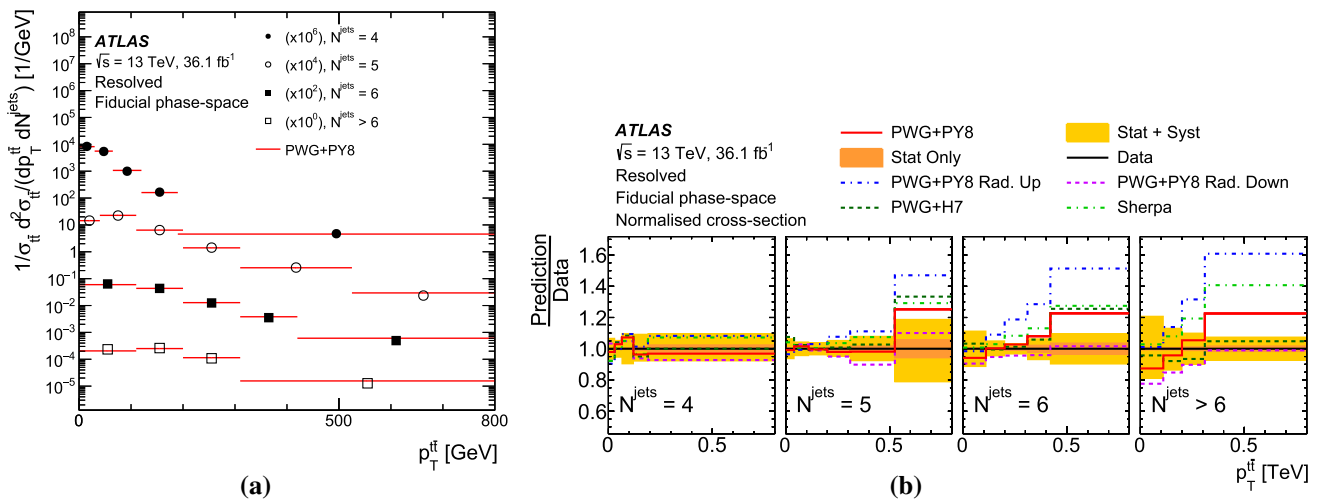 1/σ_tt̄ d²σ_tt̄/(dp_T^tt̄ dN^jets) [1/GeV]
10⁸
10⁷
10⁶
10⁵
10⁴
10³
10²
10
1
10⁻¹
10⁻²
10⁻³
10⁻⁴
10⁻⁵
ATLAS
√s = 13 TeV, 36.1 fb⁻¹
Resolved
Fiducial phase-space
(x10⁶), N^jets = 4
(x10⁴), N^jets = 5
(x10²), N^jets = 6
(x10⁰), N^jets > 6
PWG+PY8
0 500 800
p_T^tt̄ [GeV]
(a)
ATLAS
√s = 13 TeV, 36.1 fb⁻¹
Resolved
Fiducial phase-space
Normalised cross-section
PWG+PY8
Stat Only
PWG+PY8 Rad. Up
PWG+H7
Stat + Syst
Data
PWG+PY8 Rad. Down
Sherpa
Prediction
Data
1.6
1.4
1.2
1.0
0.8
0.6
N^jets = 4
N^jets = 5
N^jets = 6
N^jets > 6
0 0.5 0 0.5 0 0.5 0 0.5
p_T^tt̄ [TeV]
(b)